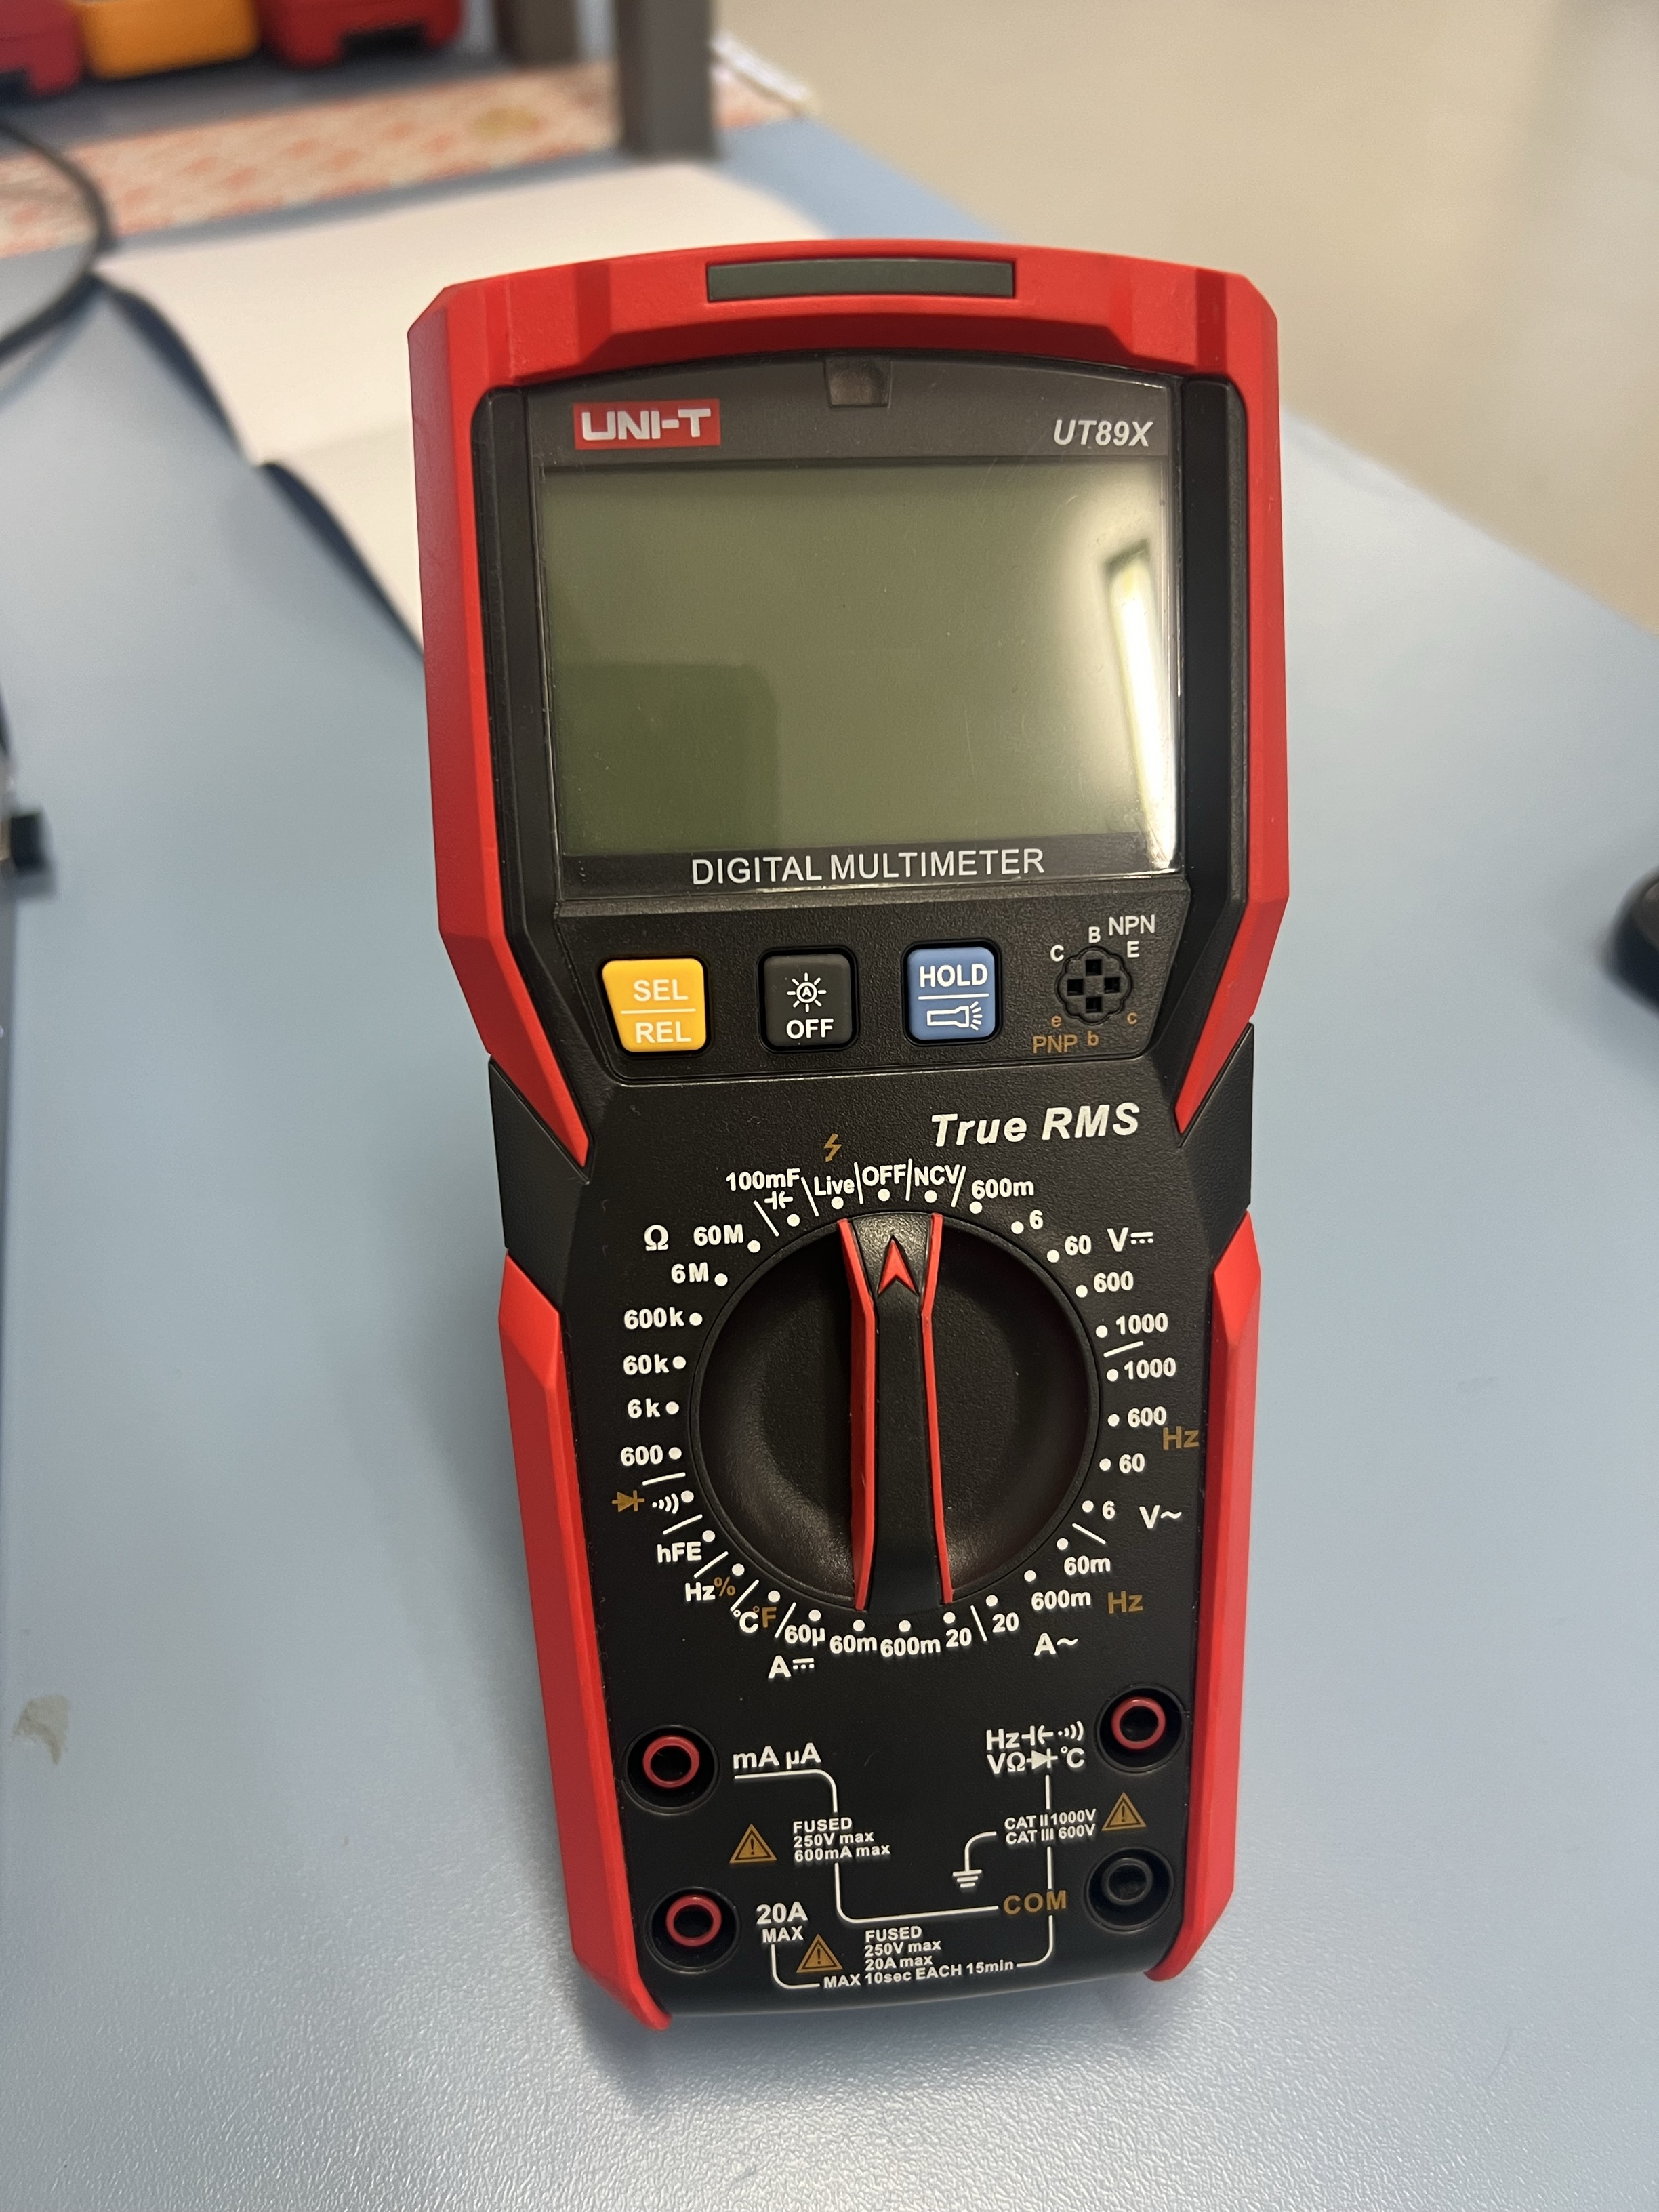 UNI-T
UT89X
DIGITAL MULTIMETER
SEL
REL
A
OFF
HOLD
B NPN
C E
e c
PNP b
True RMS
100mF Live OFF NCV 600m
6
60 V
600
1000
1000
600
Hz
60
6 V~
60m
600m Hz
20 A~
Ω 60M
6M
600k
60k
6k
600
hFE
Hz%
°C°F
60μ 60m 600m 20
A
mA μA
Hz
VΩ °C
FUSED
250V max
600mA max
CAT II 1000V
CAT III 600V
COM
20A
MAX
FUSED
250V max
20A max
MAX 10sec EACH 15min